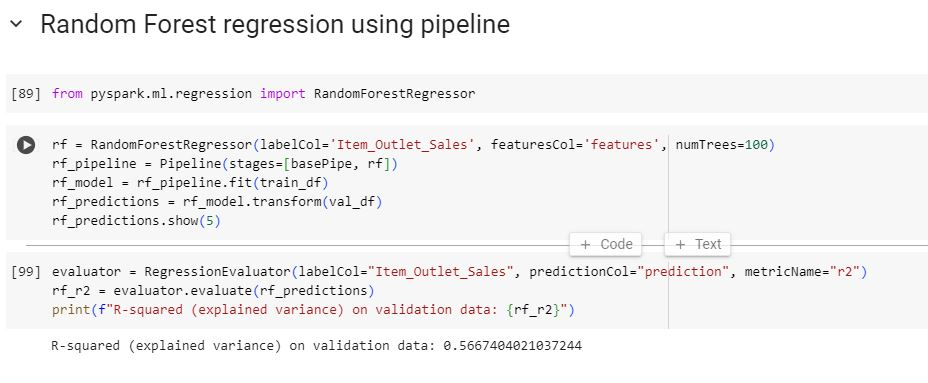 Random Forest regression using pipeline
[89] from pyspark.ml.regression import RandomForestRegressor
rf = RandomForestRegressor(labelCol='Item_Outlet_Sales', featuresCol='features', numTrees=100)
rf_pipeline = Pipeline(stages=[basePipe, rf])
rf_model = rf_pipeline.fit(train_df)
rf_predictions = rf_model.transform(val_df)
rf_predictions.show(5)
+ Code + Text
[99] evaluator = RegressionEvaluator(labelCol="Item_Outlet_Sales", predictionCol="prediction", metricName="r2")
rf_r2 = evaluator.evaluate(rf_predictions)
print(f"R-squared (explained variance) on validation data: {rf_r2}")
R-squared (explained variance) on validation data: 0.5667404021037244